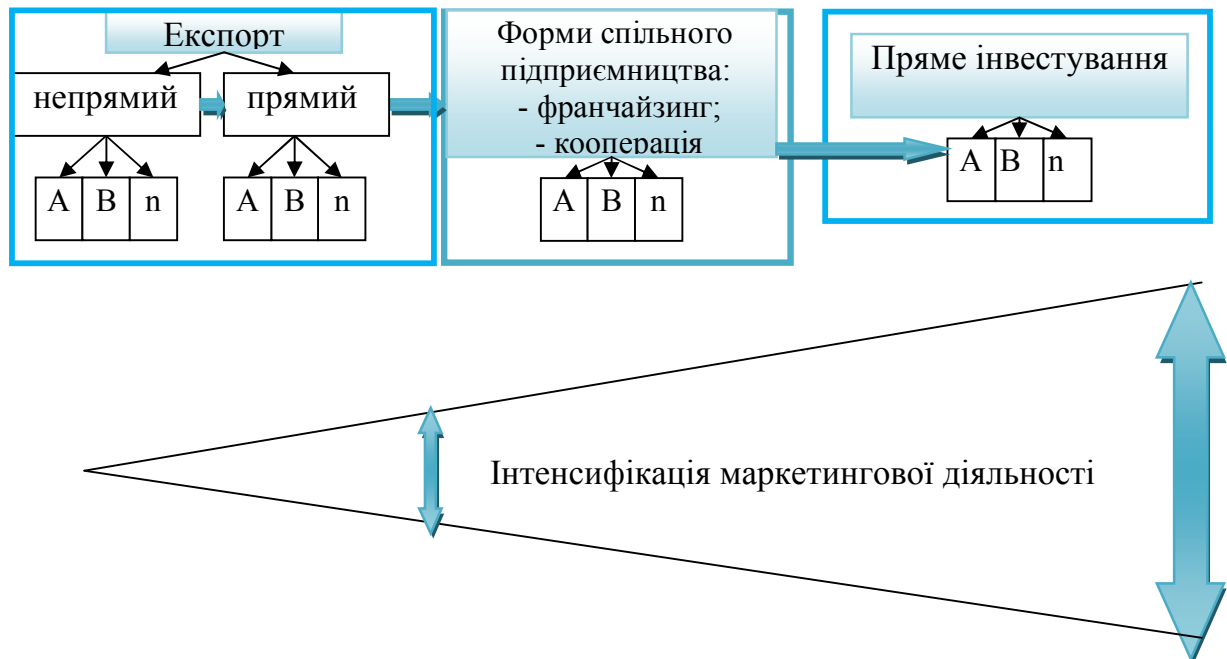 Експорт
непрямий
прямий
А В n
А В n
Форми спільного
підприємництва:
- франчайзинг;
- кооперація
А В n
Пряме інвестування
А В n
Інтенсифікація маркетингової діяльності